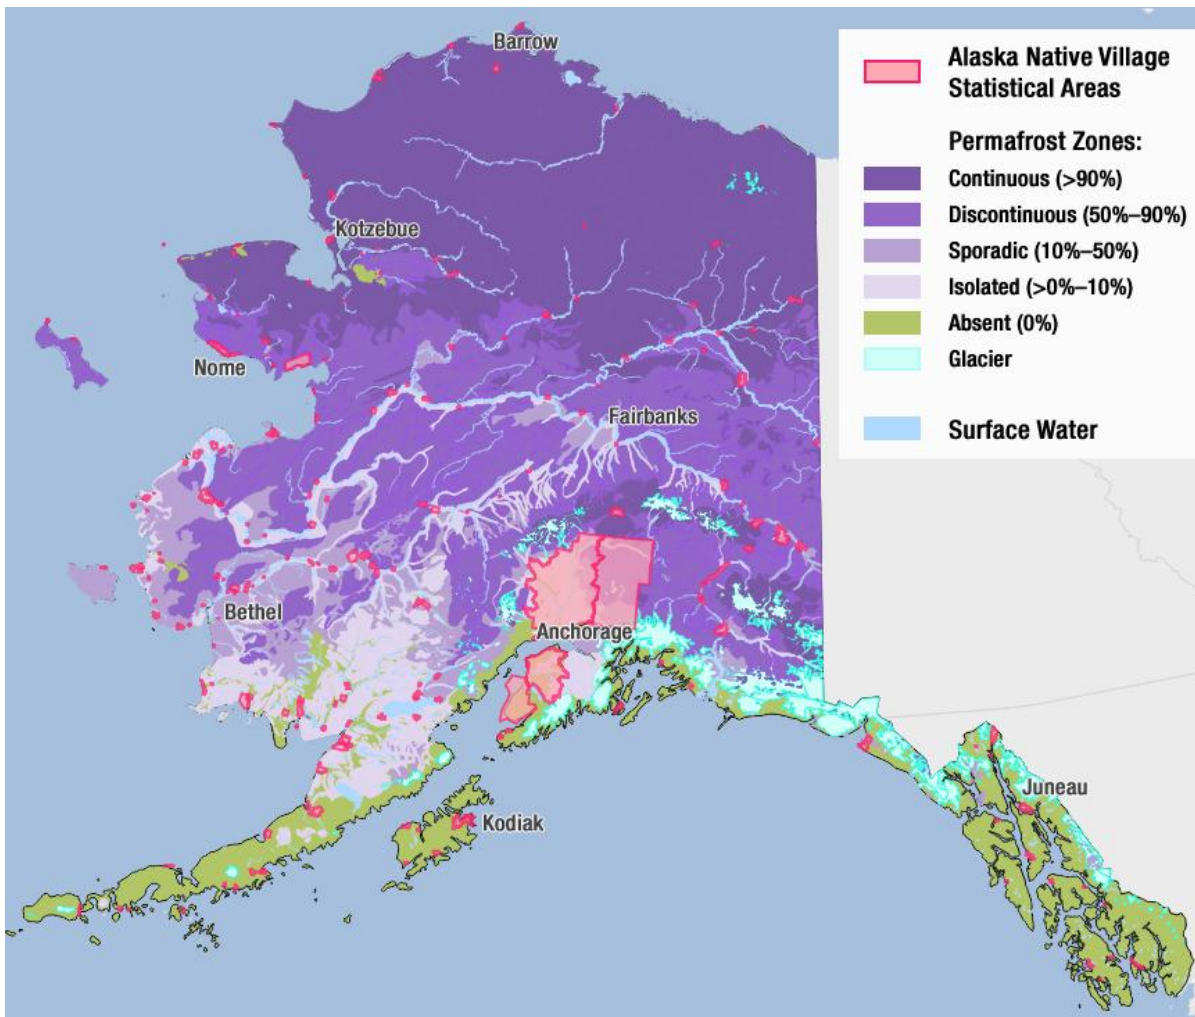 Barrow
Kotzebue
Nome
Fairbanks
Bethel
Anchorage
Kodiak
Juneau
Alaska Native Village
Statistical Areas
Permafrost Zones:
Continuous (>90%)
Discontinuous (50%–90%)
Sporadic (10%–50%)
Isolated (>0%–10%)
Absent (0%)
Glacier
Surface Water